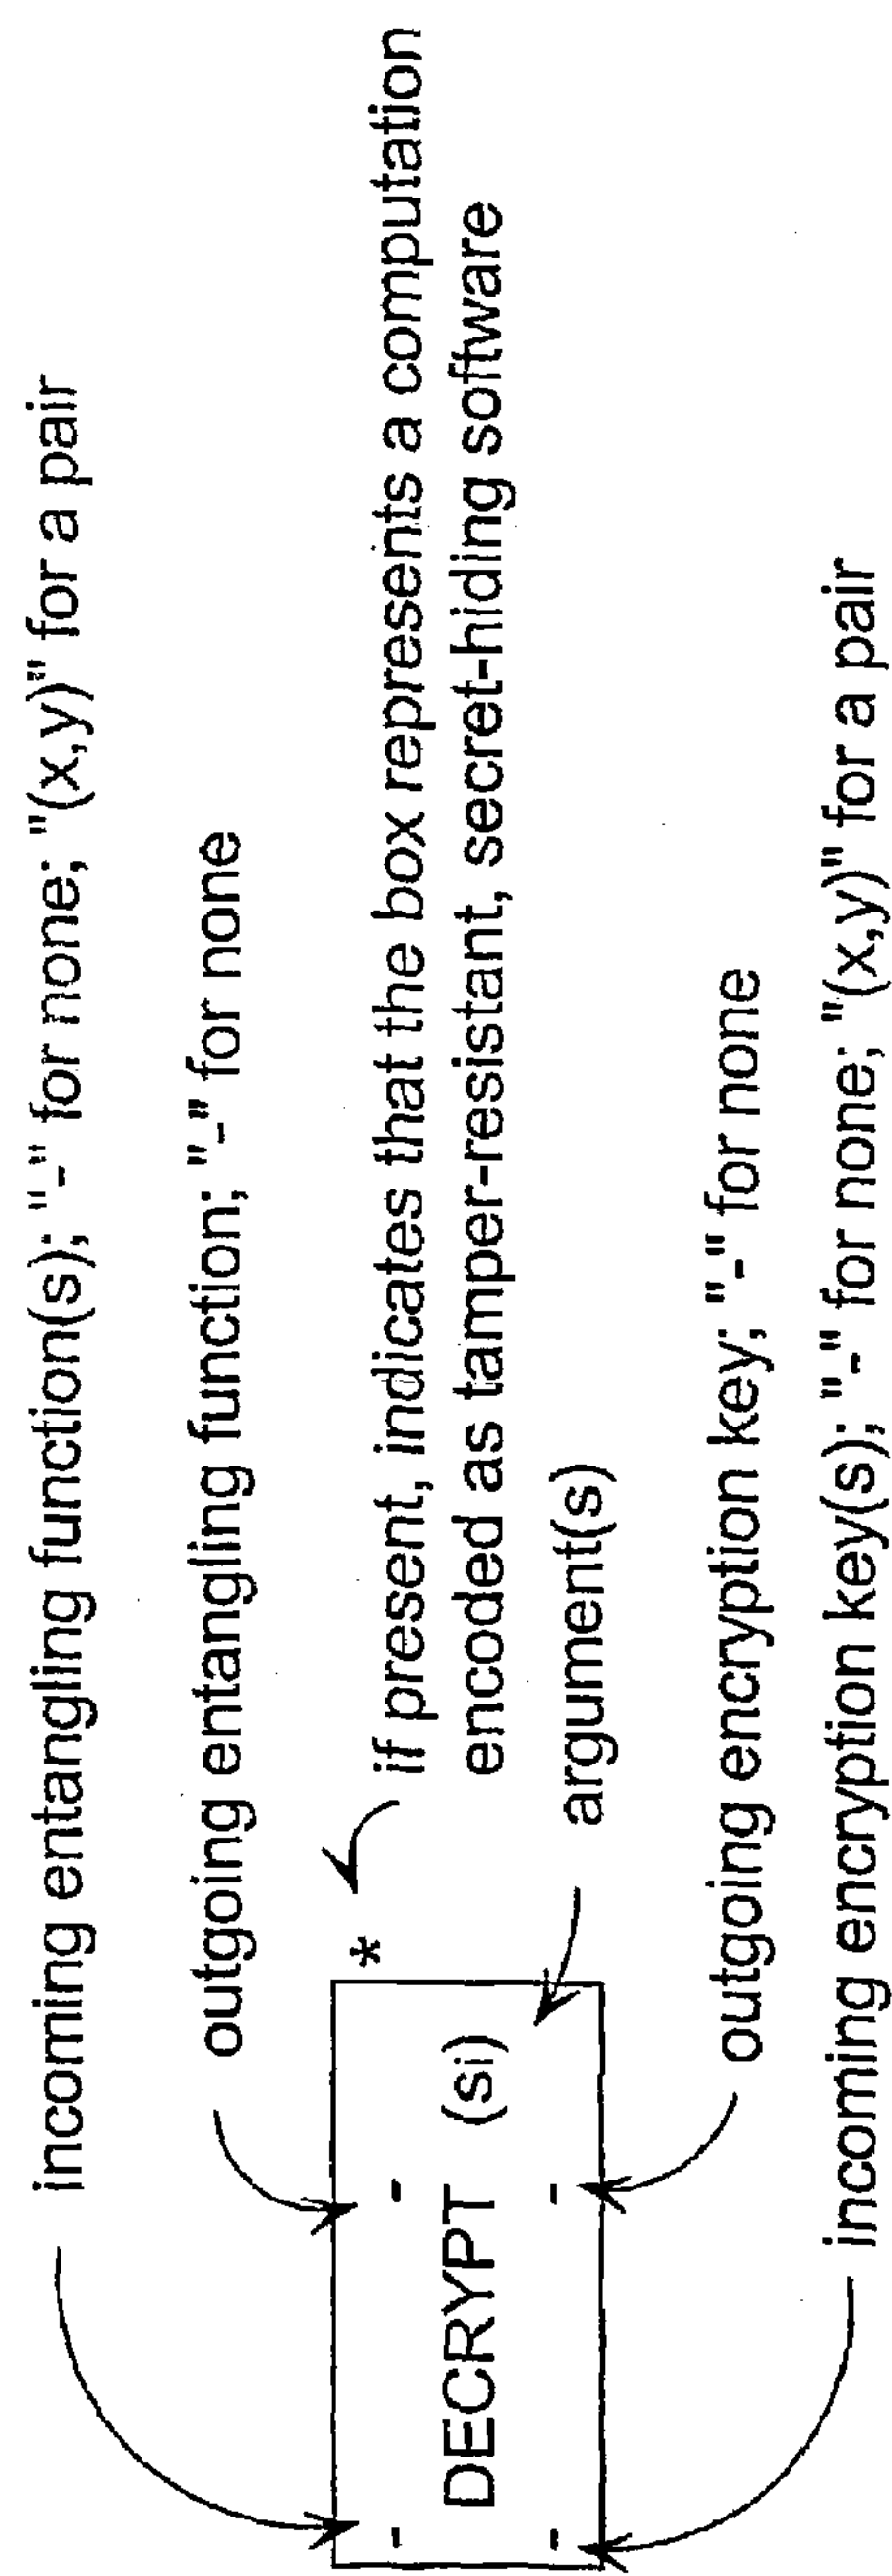 incoming entangling function(s); "-" for none; "(x,y)" for a pair
outgoing entangling function; "-" for none
*
if present, indicates that the box represents a computation
encoded as tamper-resistant, secret-hiding software
- -
DECRYPT (si)
- -
argument(s)
outgoing encryption key; "-" for none
incoming encryption key(s); "-" for none; "(x,y)" for a pair